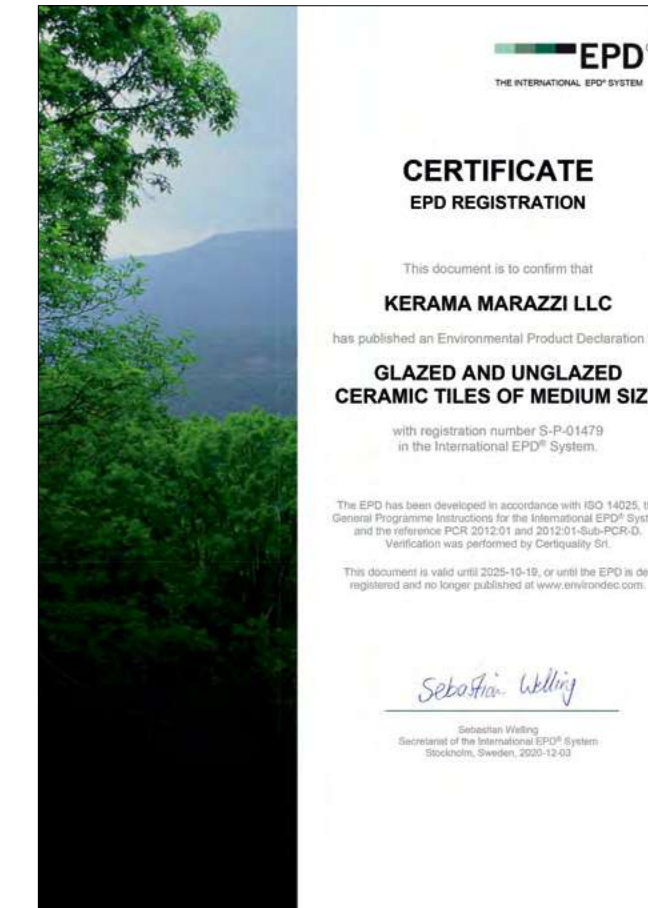 EPD®
THE INTERNATIONAL EPD® SYSTEM
CERTIFICATE
EPD REGISTRATION
This document is to confirm that
KERAMA MARAZZI LLC
has published an Environmental Product Declaration
GLAZED AND UNGLAZED
CERAMIC TILES OF MEDIUM SIZ
with registration number S-P-01479
in the International EPD® System.
The EPD has been developed in accordance with ISO 14025, t
General Programme Instructions for the International EPD® Syst
and the reference PCR 2012:01 and 2012:01-Sub-PCR-D.
Verification was performed by Certiquality Srl.
This document is valid until 2025-10-19, or until the EPD is de
registered and no longer published at www.environdec.com.
Sebastian Welling
Sebastian Welling
Secretariat of the International EPD® System
Stockholm, Sweden, 2020-12-03